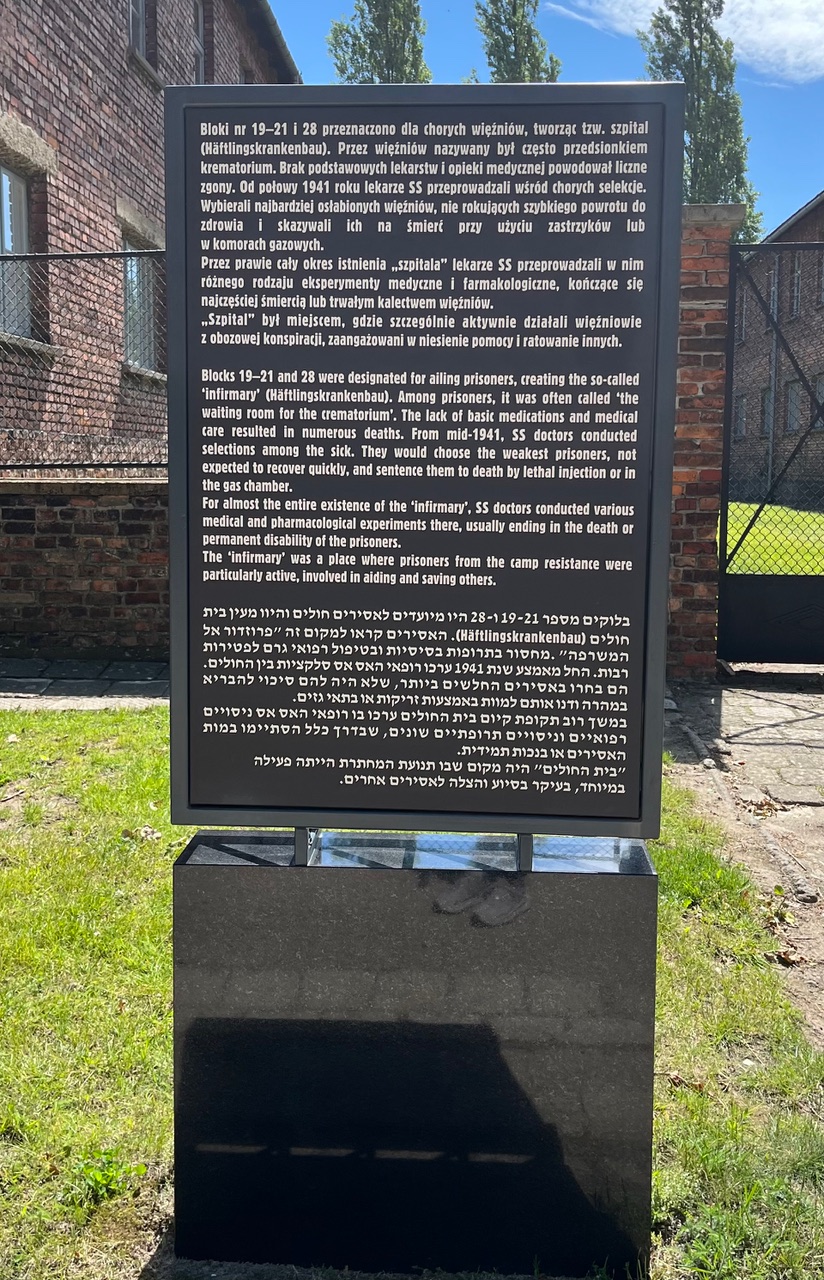 Bloki nr 19–21 i 28 przeznaczono dla chorych więźniów, tworząc tzw. szpital
(Häftlingskrankenbau). Przez więźniów nazywany był często przedsionkiem
krematorium. Brak podstawowych lekarstw i opieki medycznej powodował liczne
zgony. Od połowy 1941 roku lekarze SS przeprowadzali wśród chorych selekcje.
Wybierali najbardziej osłabionych więźniów, nie rokujących szybkiego powrotu do
zdrowia i skazywali ich na śmierć przy użyciu zastrzyków lub
w komorach gazowych.
Przez prawie cały okres istnienia „szpitala” lekarze SS przeprowadzali w nim
różnego rodzaju eksperymenty medyczne i farmakologiczne, kończące się
najczęściej śmiercią lub trwałym kalectwem więźniów.
„Szpital” był miejscem, gdzie szczególnie aktywnie działali więźniowie
z obozowej konspiracji, zaangażowani w niesienie pomocy i ratowanie innych.
Blocks 19–21 and 28 were designated for ailing prisoners, creating the so-called
‘infirmary’ (Häftlingskrankenbau). Among prisoners, it was often called ‘the
waiting room for the crematorium’. The lack of basic medications and medical
care resulted in numerous deaths. From mid-1941, SS doctors conducted
selections among the sick. They would choose the weakest prisoners, not
expected to recover quickly, and sentence them to death by lethal injection or in
the gas chamber.
For almost the entire existence of the ‘infirmary’, SS doctors conducted various
medical and pharmacological experiments there, usually ending in the death or
permanent disability of the prisoners.
The ‘infirmary’ was a place where prisoners from the camp resistance were
particularly active, involved in aiding and saving others.
בלוקים מספר 19-21 ו-28 היו מיועדים לאסירים חולים והיוו מעין בית
חולים (Häftlingskrankenbau). האסירים קראו למקום זה ״פרוזדור אל
המשרפה״ .מחסור בתרופות בסיסיות ובטיפול רפואי גרם לפטירות
רבות. החל מאמצע שנת 1941 ערכו רופאי האס אס סלקציות בין החולים.
הם בחרו באסירים החלשים ביותר, שלא היה להם סיכוי להבריא
במהרה ודנו אותם למוות באמצעות זריקות או בתאי גזים.
במשך רוב תקופת קיום בית החולים ערכו בו רופאי האס אס ניסויים
רפואיים וניסויים תרופתיים שונים, שבדרך כלל הסתיימו במות
האסירים או בנכות תמידית.
״בית החולים״ היה מקום שבו תנועת המחתרת הייתה פעילה
במיוחד, בעיקר בסיוע והצלה לאסירים אחרים.